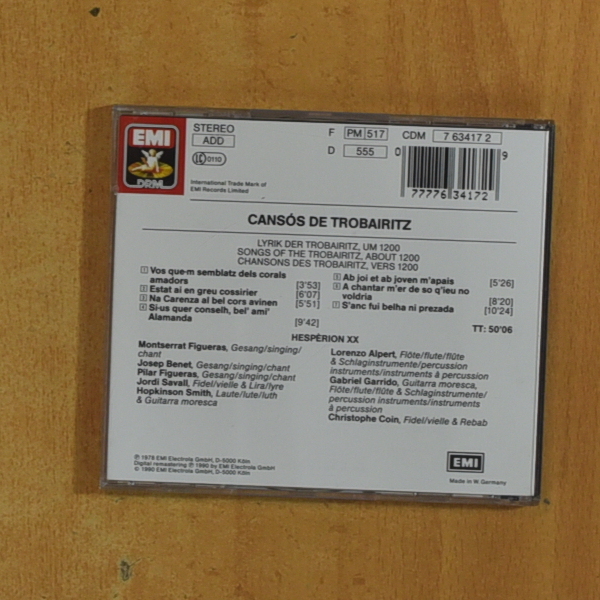 EMI
DRM
STEREO
ADD
LC 0110
International Trade Mark of
EMI Records Limited
F PM 517 CDM 7 63417 2
D 555
0 77776 34172 9
CANSÓS DE TROBAIRITZ
LYRIK DER TROBAIRITZ, UM 1200
SONGS OF THE TROBAIRITZ, ABOUT 1200
CHANSONS DES TROBAIRITZ, VERS 1200
1 Vos que-m semblatz dels corals
amadors [3'53]
2 Estat ai en greu cossirier [6'07]
3 Na Carenza al bel cors avinen [5'51]
4 Si-us quer conselh, bel' ami'
Alamanda [9'42]
5 Ab joi et ab joven m'apais [5'26]
6 A chantar m'er de so q'ieu no
voldria [8'20]
7 S'anc fui belha ni prezada [10'24]
TT: 50'06
HESPÈRION XX
Montserrat Figueras, Gesang/singing/
chant
Josep Benet, Gesang/singing/chant
Pilar Figueras, Gesang/singing/chant
Jordi Savall, Fidel/vielle & Lira/lyre
Hopkinson Smith, Laute/lute/luth
& Guitarra moresca
Lorenzo Alpert, Flöte/flute/flûte
& Schlaginstrumente/percussion
instruments/instruments à percussion
Gabriel Garrido, Guitarra moresca,
Flöte/flute/flûte & Schlaginstrumente/
percussion instruments/instruments
à percussion
Christophe Coin, Fidel/vielle & Rebab
℗ 1978 EMI Electrola GmbH, D-5000 Köln
Digital remastering ℗ 1990 by EMI Electrola GmbH
© 1990 EMI Electrola GmbH, D-5000 Köln
EMI
Made in W. Germany